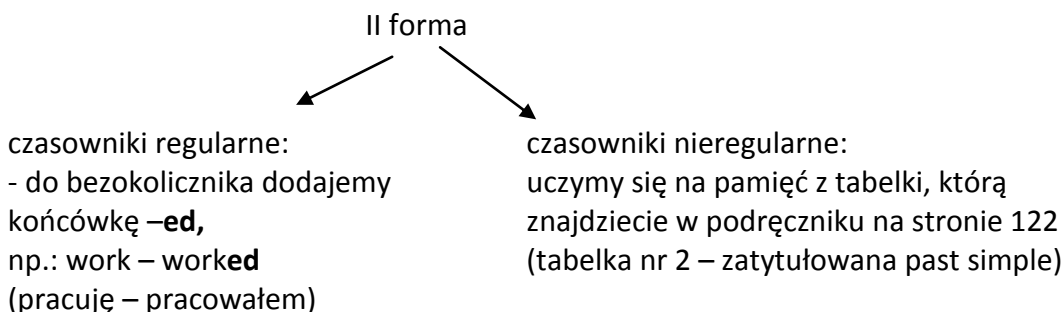 II forma
czasowniki regularne:
- do bezokolicznika dodajemy
końcówkę –ed,
np.: work – worked
(pracuję – pracowałem)
czasowniki nieregularne:
uczymy się na pamięć z tabelki, którą
znajdziecie w podręczniku na stronie 122
(tabelka nr 2 – zatytułowana past simple)